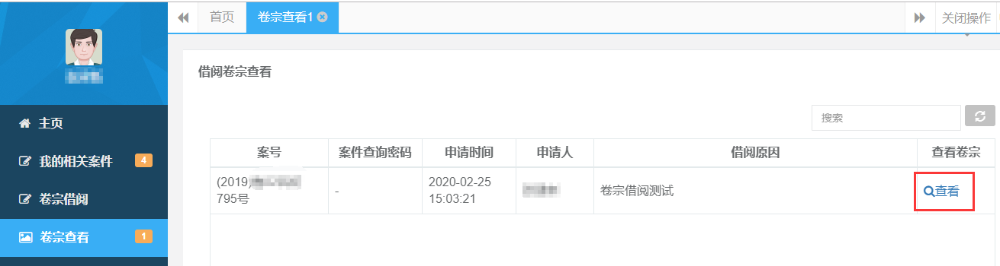 首页
卷宗查看1
关闭操作
借阅卷宗查看
主页
我的相关案件 4
卷宗借阅
卷宗查看 1
搜索
案号 案件查询密码 申请时间 申请人 借阅原因 查看卷宗
(2019)
795号
-
2020-02-25
15:03:21
卷宗借阅测试
查看